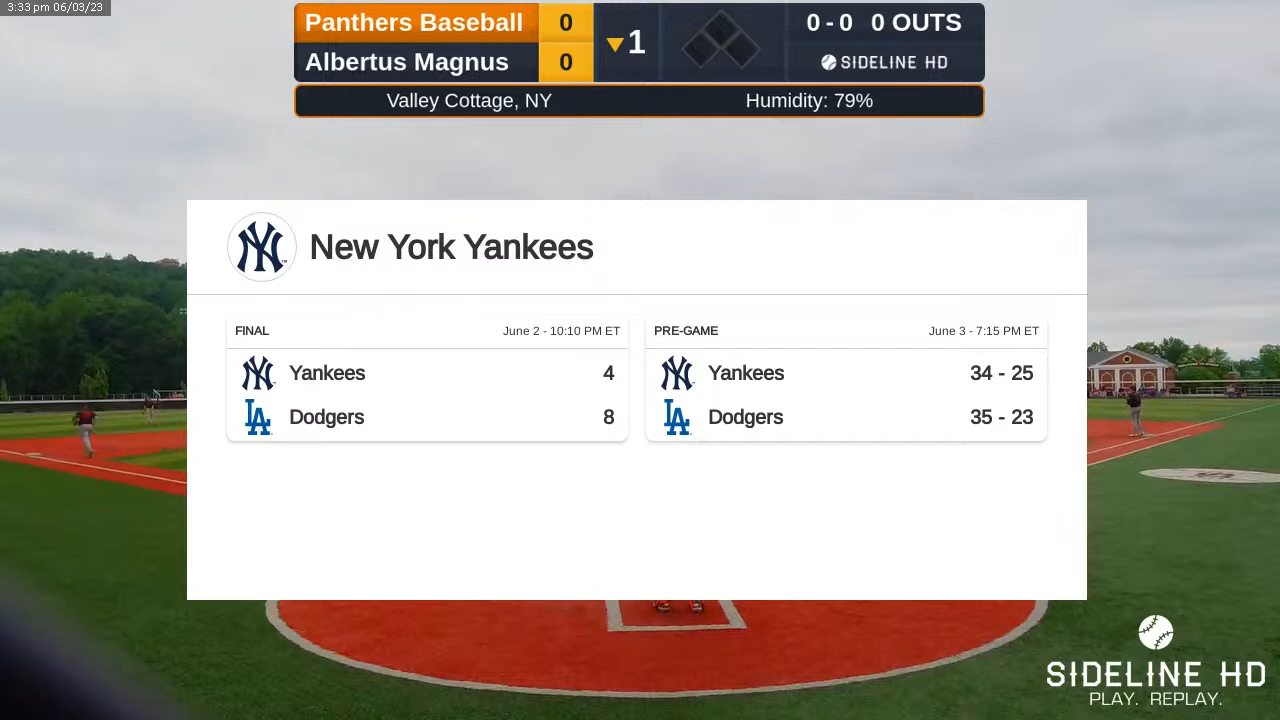 3:33 pm 06/03/23
Panthers Baseball 0
Albertus Magnus 0
1
0 - 0 0 OUTS
SIDELINE HD
Valley Cottage, NY Humidity: 79%
New York Yankees
FINAL June 2 - 10:10 PM ET
Yankees 4
Dodgers 8
PRE-GAME June 3 - 7:15 PM ET
Yankees 34 - 25
Dodgers 35 - 23
SIDELINE HD
PLAY. REPLAY.